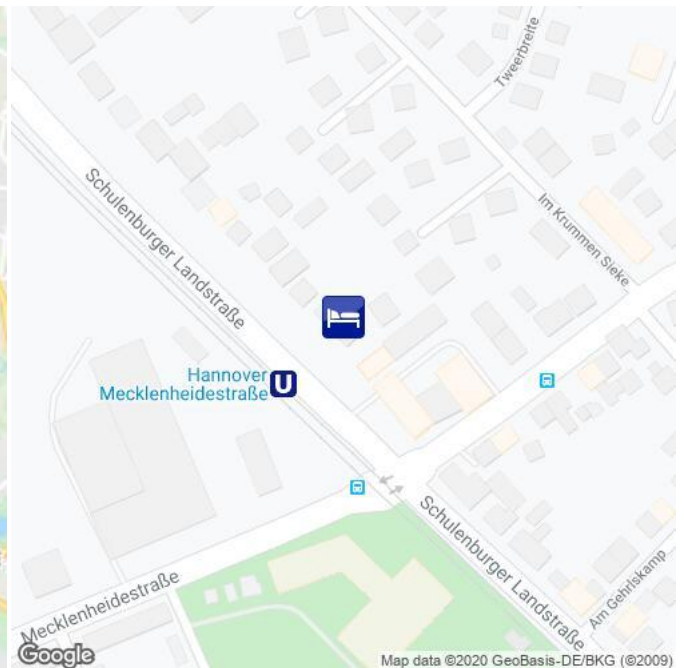 Tweerbreite
Im Krummen Sieke
Schulenburger Landstraße
Hannover
Mecklenheidestraße
U
Schulenburger Landstraße
Am Gehrlskamp
Mecklenheidestraße
Google
Map data ©2020 GeoBasis-DE/BKG (©2009)